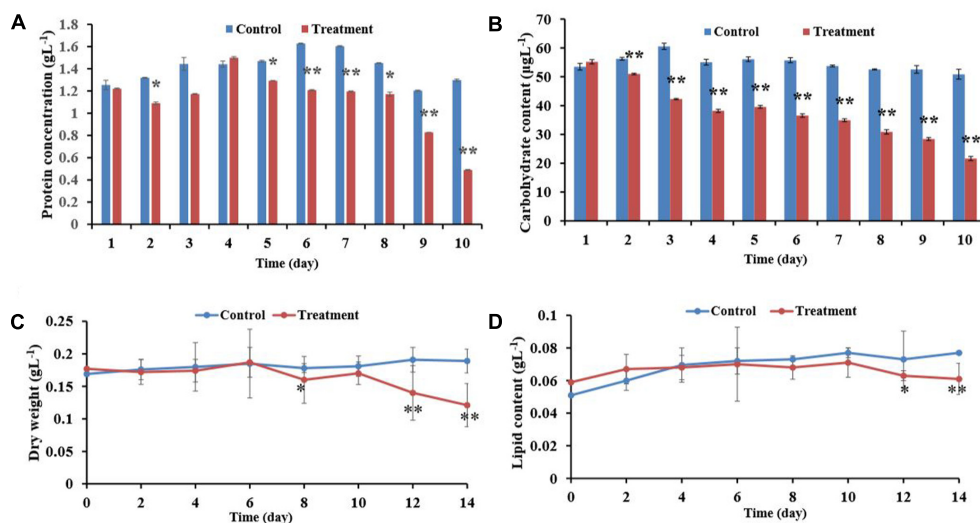 A
Control Treatment
Protein concentration (gL-1)
1.8
1.6
1.4
1.2
1
0.8
0.6
0.4
0.2
0
* * ** ** * ** **
1 2 3 4 5 6 7 8 9 10
Time (day)
B
Control Treatment
Carbohydrate content (µgL-1)
70
60
50
40
30
20
10
0
** ** ** ** ** ** ** ** **
1 2 3 4 5 6 7 8 9 10
Time (day)
C
Control Treatment
Dry weight (gL-1)
0.25
0.2
0.15
0.1
0.05
0
* ** **
0 2 4 6 8 10 12 14
Time (day)
D
Control Treatment
Lipid content (gL-1)
0.1
0.08
0.06
0.04
0.02
0
* **
0 2 4 6 8 10 12 14
Time (day)